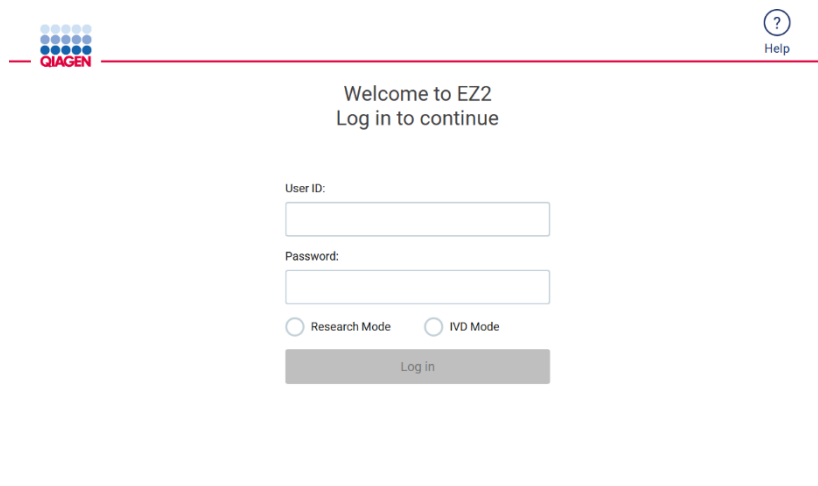 ?
Help
QIAGEN
Welcome to EZ2
Log in to continue
User ID:
Password:
Research Mode
IVD Mode
Log in